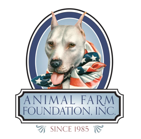 ANIMAL FARM
FOUNDATION, INC
SINCE 1985